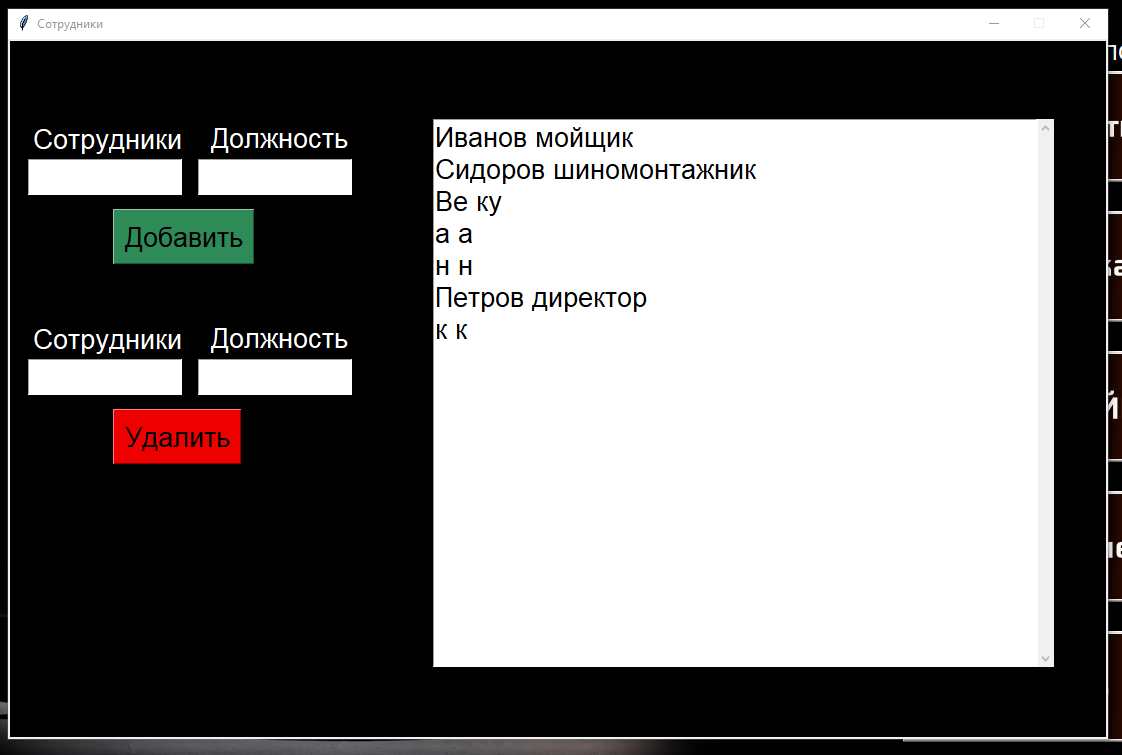 Сотрудники
Сотрудники Должность
Добавить
Сотрудники Должность
Удалить
Иванов мойщик
Сидоров шиномонтажник
Ве ку
а а
н н
Петров директор
к к